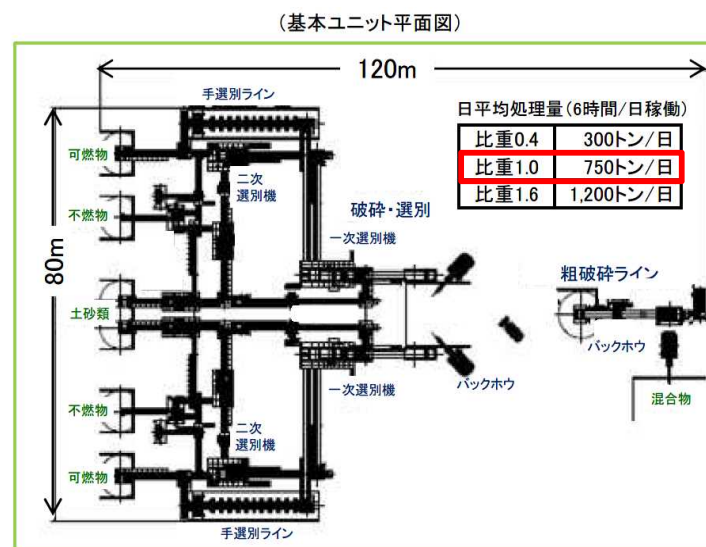 (基本ユニット平面図)
120m
手選別ライン
日平均処理量(6時間/日稼働)
比重0.4 300トン/日
比重1.0 750トン/日
比重1.6 1,200トン/日
可燃物
二次
選別機
不燃物
破砕・選別
一次選別機
80m
粗破砕ライン
土砂類
バックホウ
一次選別機
バックホウ
混合物
不燃物
二次
選別機
可燃物
手選別ライン